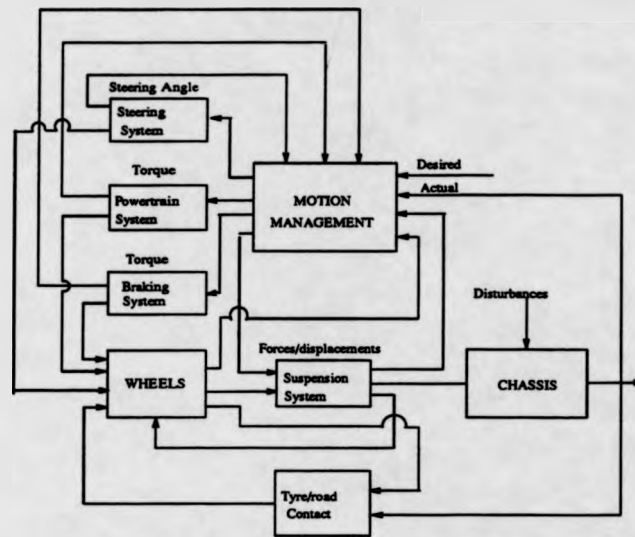 Steering Angle
Steering
System
Torque
Powertrain
System
Torque
Braking
System
MOTION
MANAGEMENT
Desired
Actual
Disturbances
Forces/displacements
WHEELS
Suspension
System
CHASSIS
Tyre/road
Contact